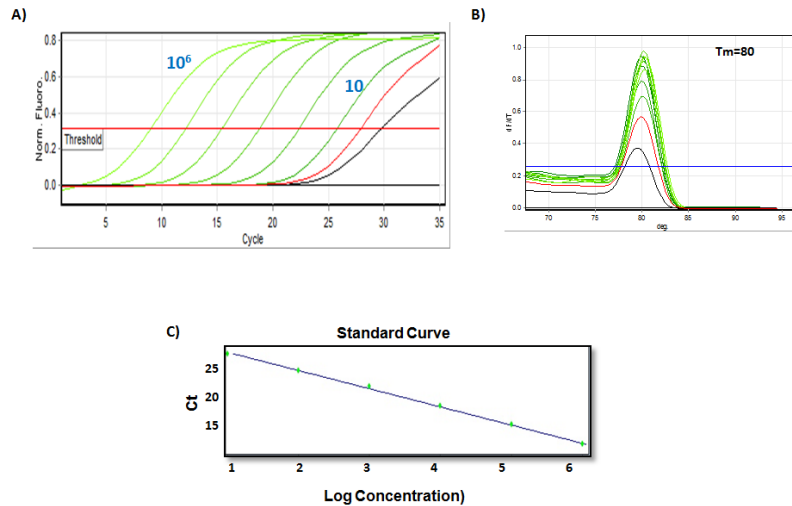 A)
Norm. Fluoro.
0.8
0.6
0.4
0.2
0.0
10⁶
10
Threshold
5
10
15
20
25
30
35
Cycle
B)
Tm=80
d F/dT
1.0
0.8
0.6
0.4
0.2
0.0
70
75
80
85
90
95
deg.
C)
Standard Curve
Ct
25
20
15
1
2
3
4
5
6
Log Concentration)